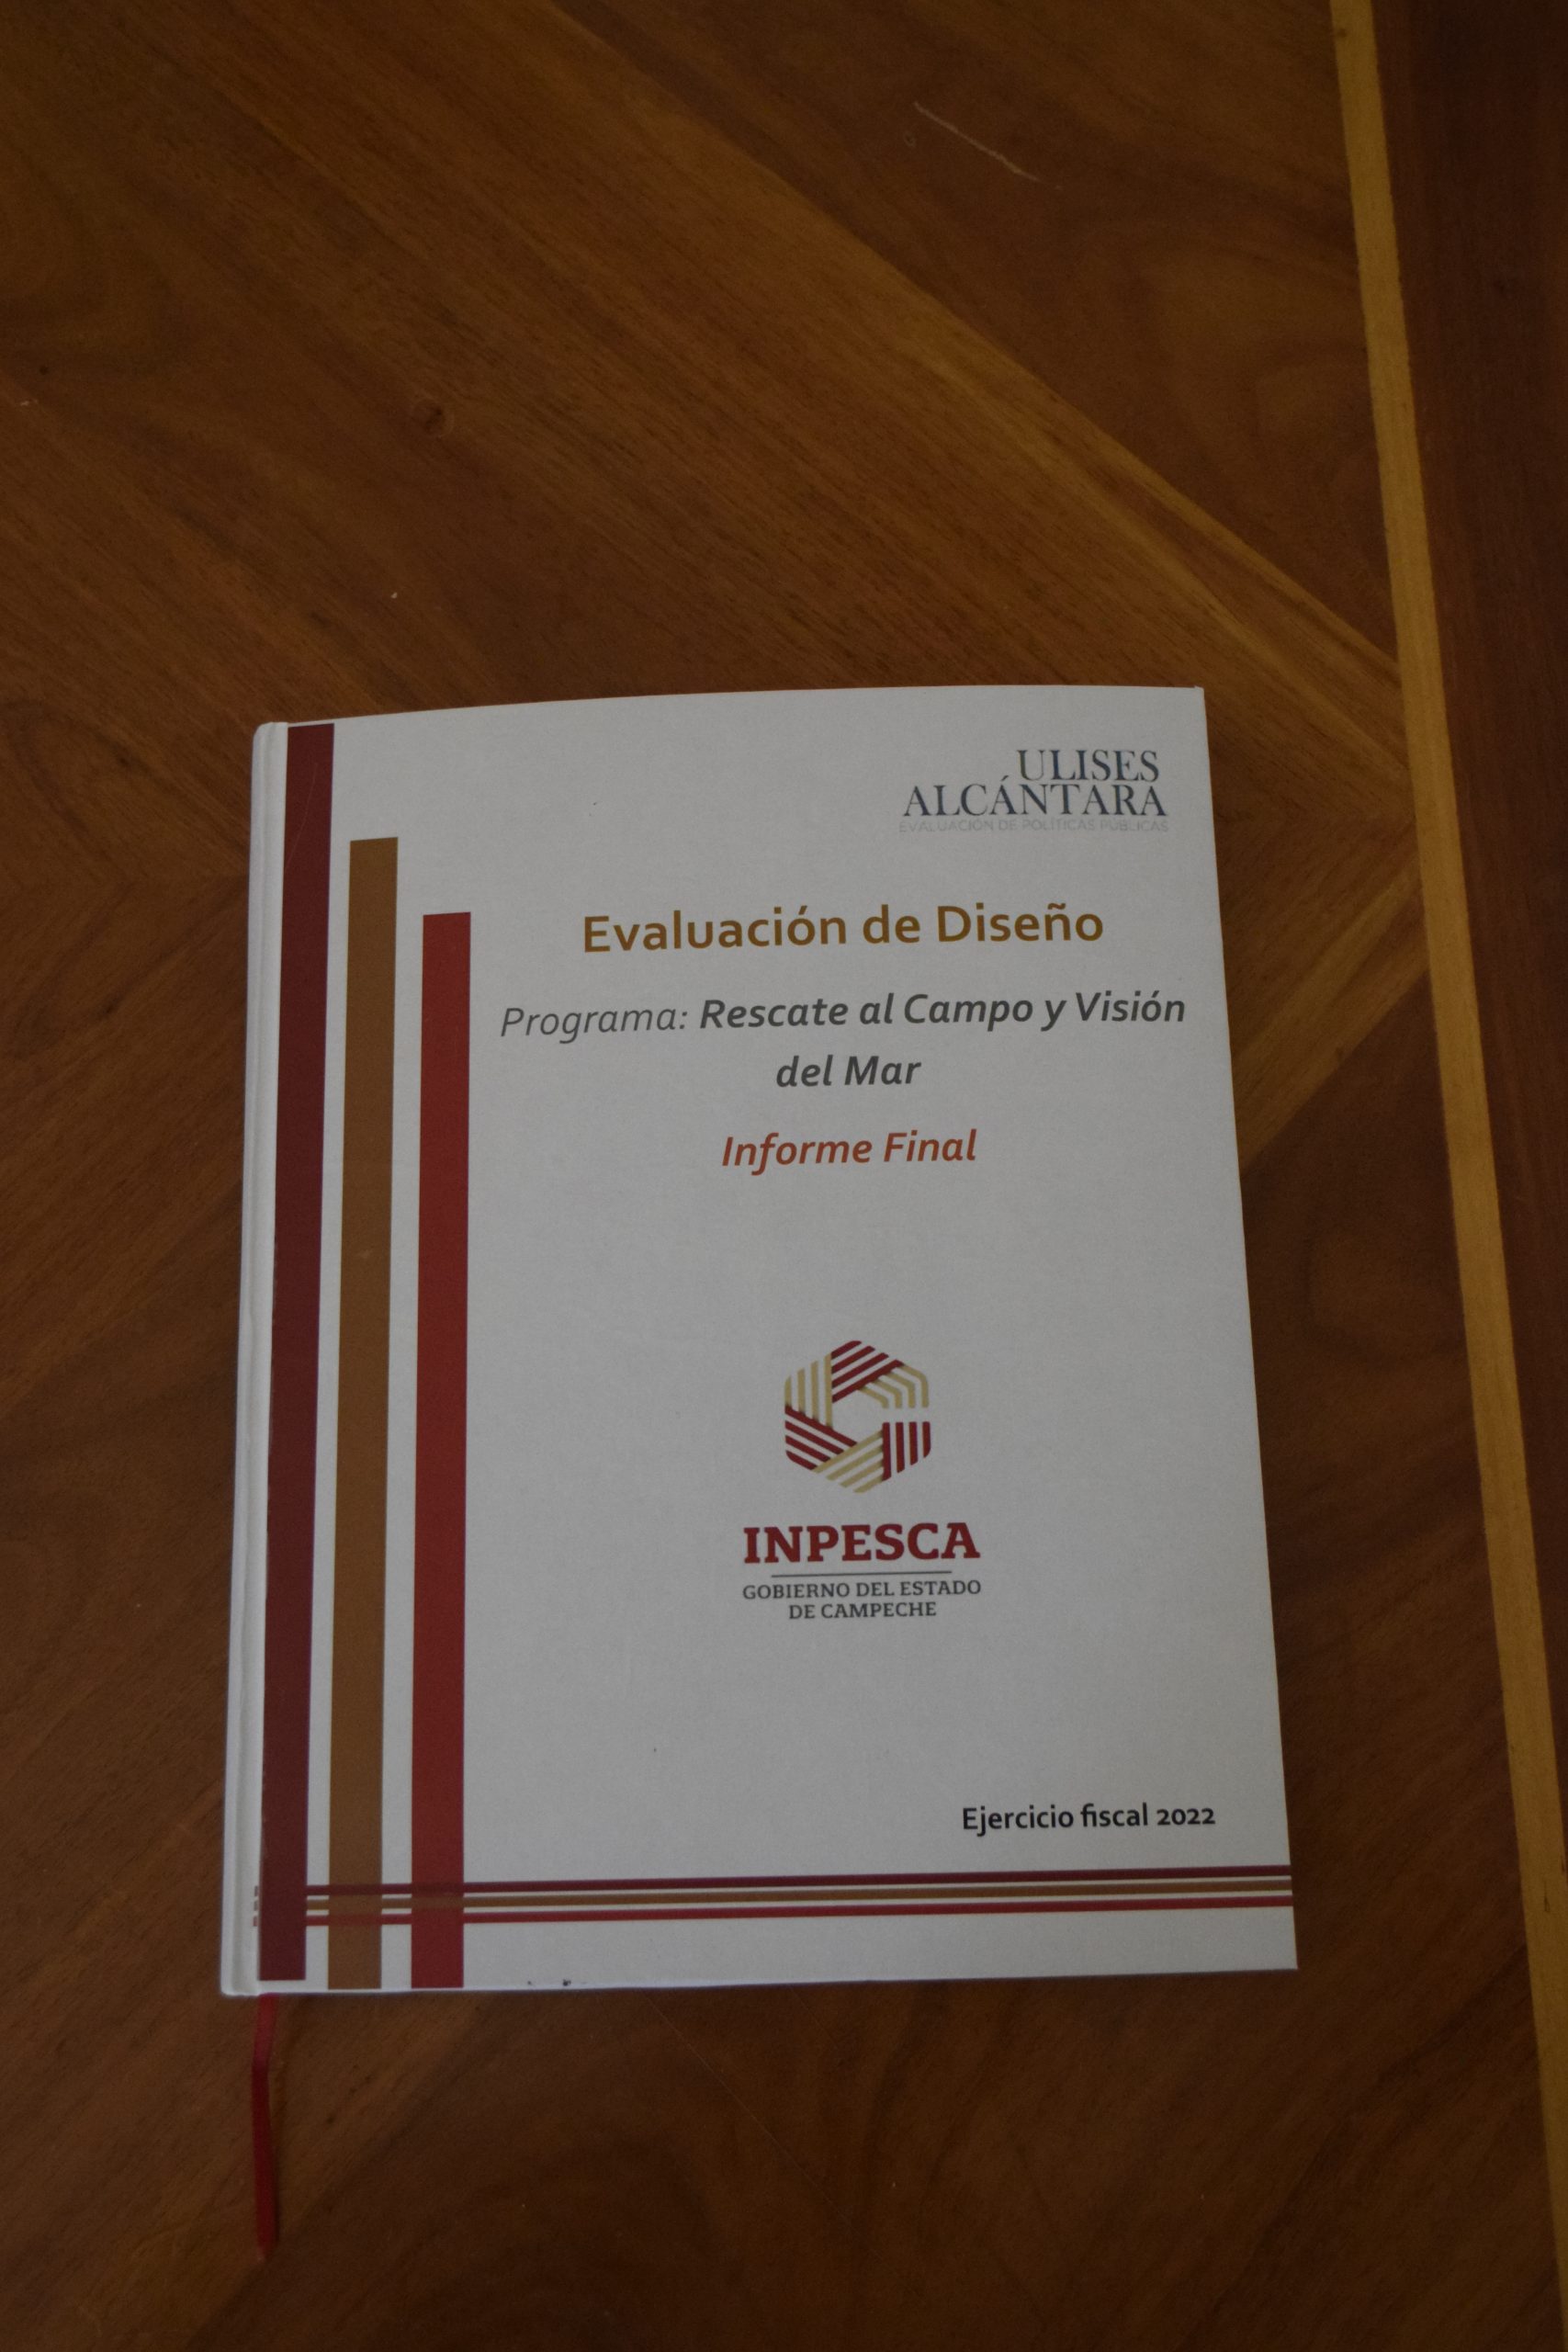 ULISES
ALCÁNTARA
EVALUACIÓN DE POLÍTICAS PÚBLICAS
Evaluación de Diseño
Programa: Rescate al Campo y Visión
del Mar
Informe Final
INPESCA
GOBIERNO DEL ESTADO
DE CAMPECHE
Ejercicio fiscal 2022